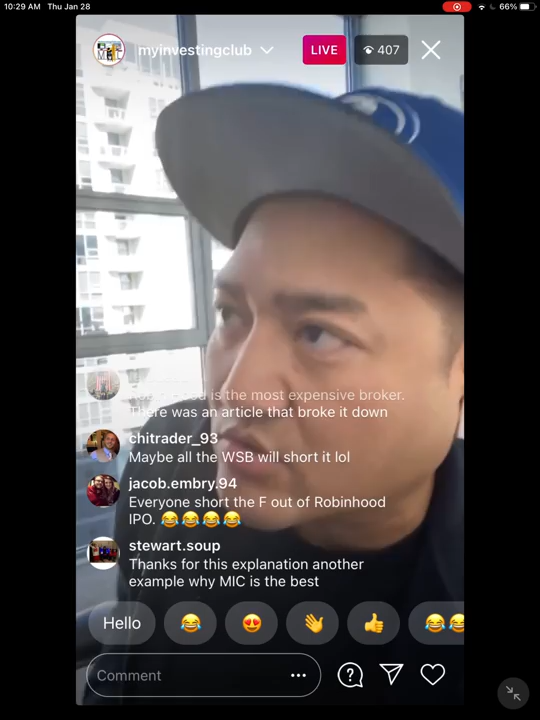 10:29 AM Thu Jan 28
66%
myinvestingclub
LIVE
407
is the most expensive broker.
There was an article that broke it down
chitrader_93
Maybe all the WSB will short it lol
jacob.embry.94
Everyone short the F out of Robinhood
IPO. 😂😂😂😂
stewart.soup
Thanks for this explanation another
example why MIC is the best
Hello
Comment